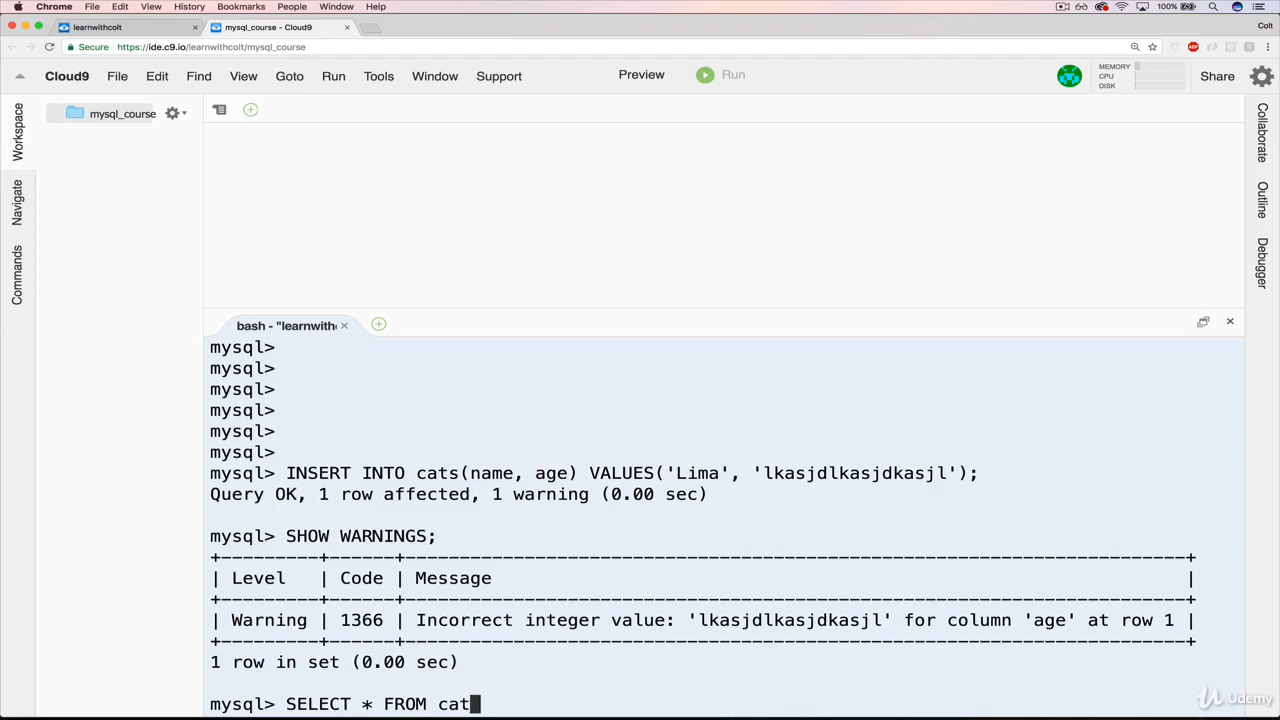 Chrome File Edit View History Bookmarks People Window Help 100% Colt
learnwithcolt mysql_course - Cloud9
Secure https://ide.c9.io/learnwithcolt/mysql_course
Cloud9 File Edit Find View Goto Run Tools Window Support Preview Run MEMORY CPU DISK Share
Workspace
Navigate
Commands
mysql_course
Collaborate
Outline
Debugger
bash - "learnwith
mysql>
mysql>
mysql>
mysql>
mysql>
mysql>
mysql> INSERT INTO cats(name, age) VALUES('Lima', 'lkasjdlkasjdkasjl');
Query OK, 1 row affected, 1 warning (0.00 sec)
mysql> SHOW WARNINGS;
+---------+------+--------------------------------------------------------------------------+
| Level | Code | Message |
+---------+------+--------------------------------------------------------------------------+
| Warning | 1366 | Incorrect integer value: 'lkasjdlkasjdkasjl' for column 'age' at row 1 |
+---------+------+--------------------------------------------------------------------------+
1 row in set (0.00 sec)
mysql> SELECT * FROM cat
Udemy